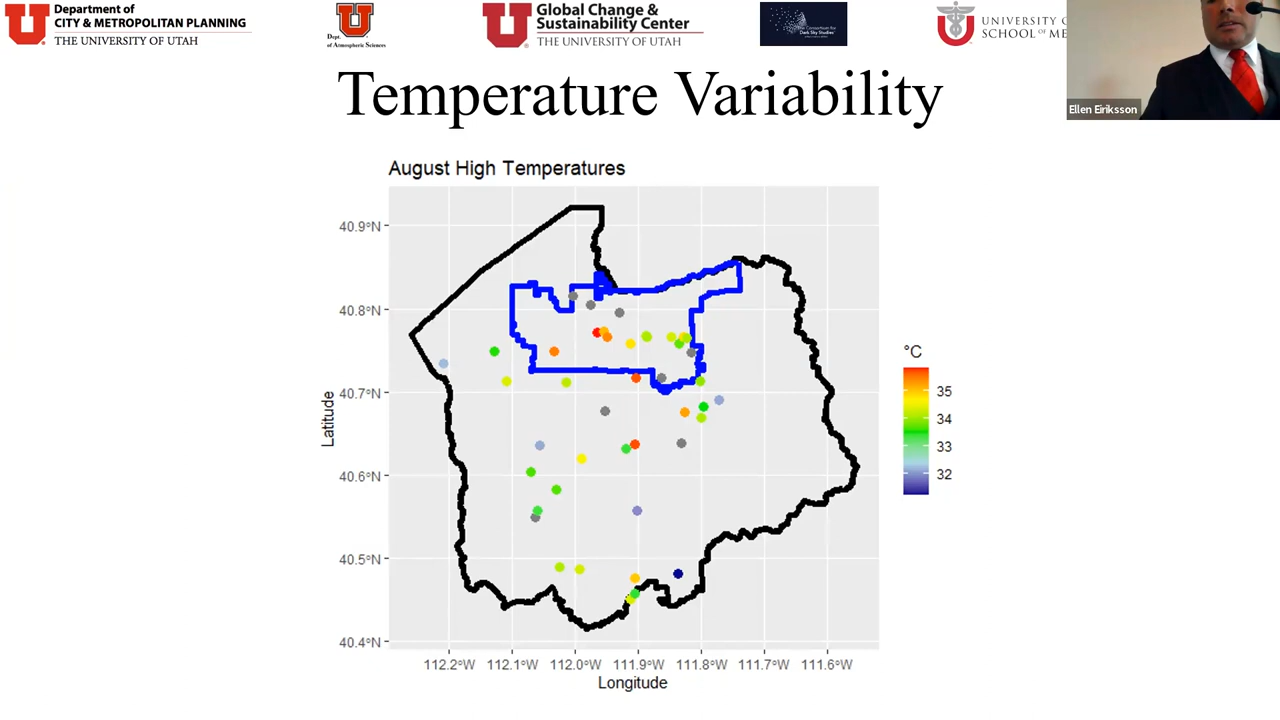 Department of
CITY & METROPOLITAN PLANNING
THE UNIVERSITY OF UTAH
Dept.
of Atmospheric Sciences
Global Change &
Sustainability Center
THE UNIVERSITY OF UTAH
Consortium for
Dark Sky Studies
UNIVERSITY
SCHOOL OF ME
Ellen Eiriksson
Temperature Variability
August High Temperatures
40.9°N
40.8°N
40.7°N
40.6°N
40.5°N
40.4°N
Latitude
112.2°W 112.1°W 112.0°W 111.9°W 111.8°W 111.7°W 111.6°W
Longitude
°C
35
34
33
32